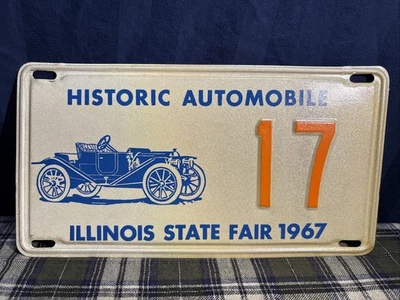 HISTORIC AUTOMOBILE
17
ILLINOIS STATE FAIR 1967